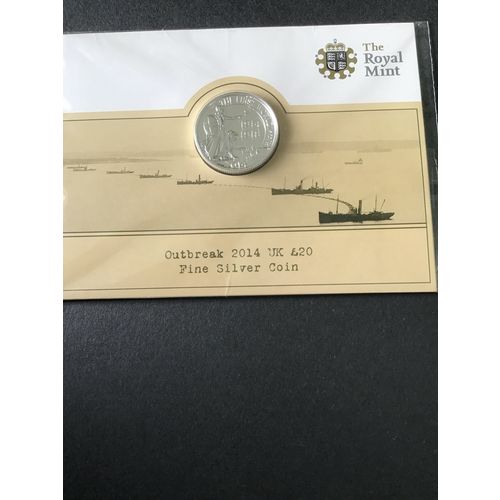 The
Royal
Mint
Outbreak 2014 UK £20
Fine Silver Coin